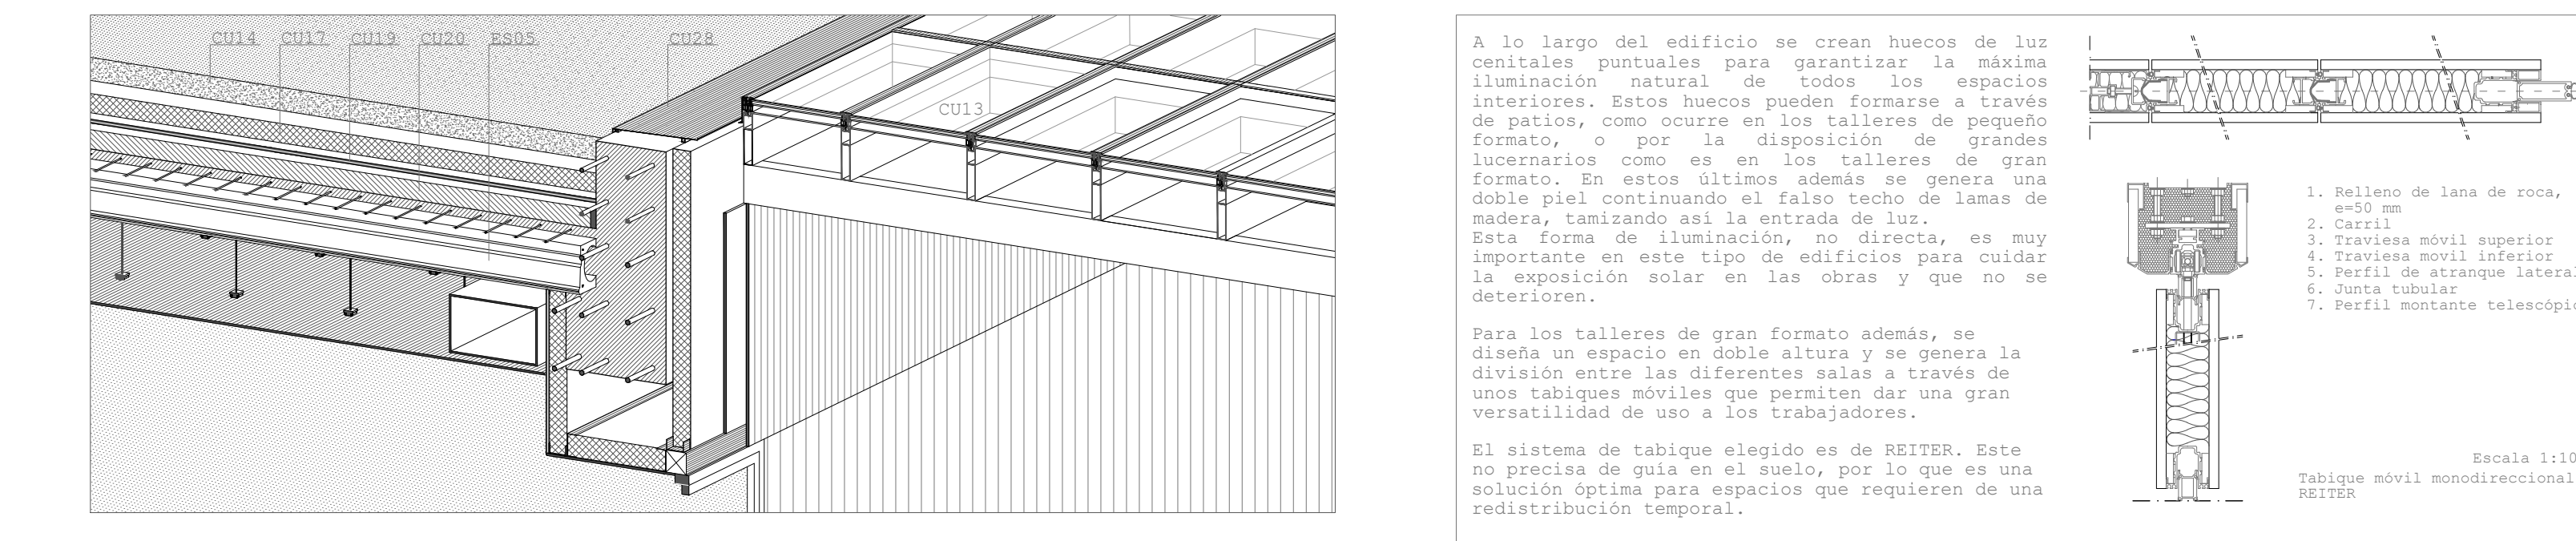 CU14 CU17 CU19 CU20 ES05 CU28
CU13
A lo largo del edificio se crean huecos de luz
cenitales puntuales para garantizar la máxima
iluminación natural de todos los espacios
interiores. Estos huecos pueden formarse a través
de patios, como ocurre en los talleres de pequeño
formato, o por la disposición de grandes
lucernarios como es en los talleres de gran
formato. En estos últimos además se genera una
doble piel continuando el falso techo de lamas de
madera, tamizando así la entrada de luz.
Esta forma de iluminación, no directa, es muy
importante en este tipo de edificios para cuidar
la exposición solar en las obras y que no se
deterioren.
Para los talleres de gran formato además, se
diseña un espacio en doble altura y se genera la
división entre las diferentes salas a través de
unos tabiques móviles que permiten dar una gran
versatilidad de uso a los trabajadores.
El sistema de tabique elegido es de REITER. Este
no precisa de guía en el suelo, por lo que es una
solución óptima para espacios que requieren de una
redistribución temporal.
1. Relleno de lana de roca,
e=50 mm
2. Carril
3. Traviesa móvil superior
4. Traviesa movil inferior
5. Perfil de atranque lateral
6. Junta tubular
7. Perfil montante telescópic
Escala 1:10
Tabique móvil monodireccional
REITER